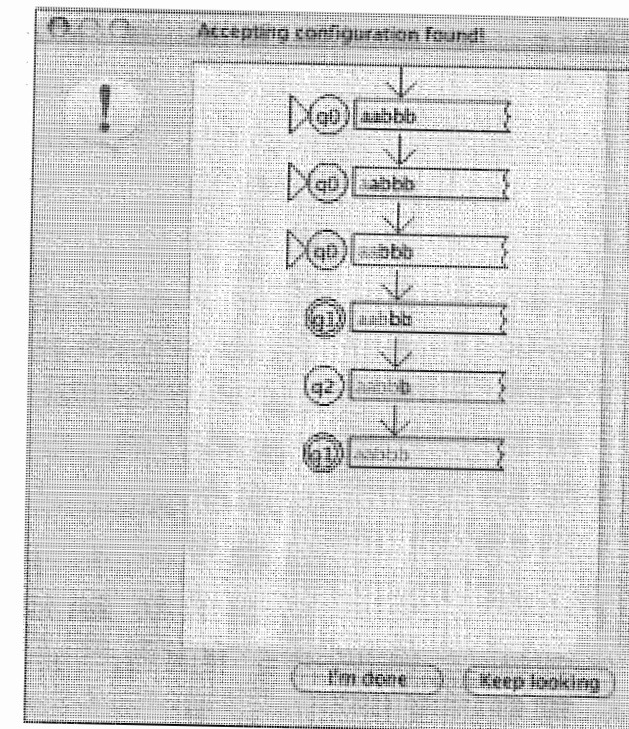 Accepting configuration found!
!
q0 aabbb
q0 aabbb
q0 aabbb
q1 aabbb
q2 aabbb
q1 aabbb
I'm done Keep looking